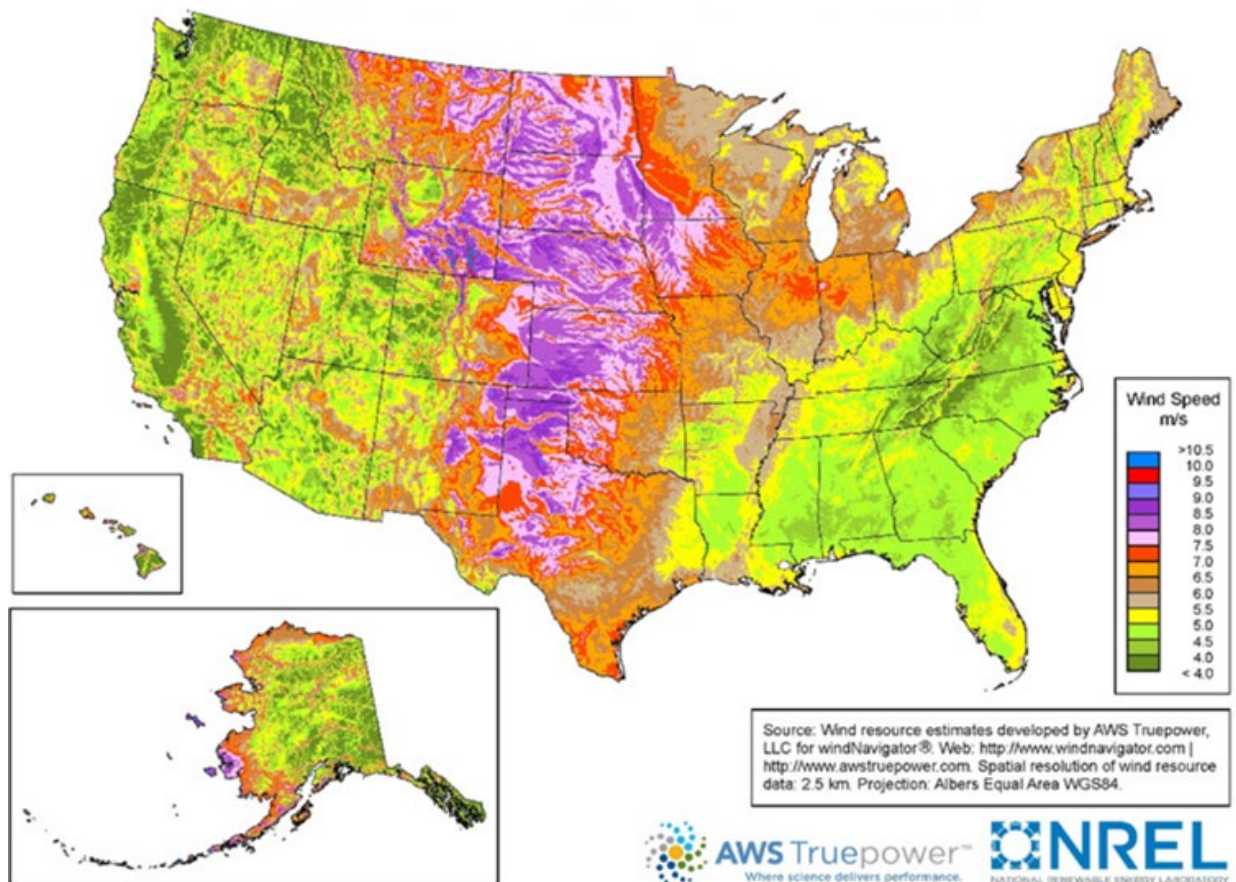 Wind Speed
m/s
>10.5
10.0
9.5
9.0
8.5
8.0
7.5
7.0
6.5
6.0
5.5
5.0
4.5
4.0
< 4.0
Source: Wind resource estimates developed by AWS Truepower,
LLC for windNavigator®. Web: http://www.windnavigator.com |
http://www.awstruepower.com. Spatial resolution of wind resource
data: 2.5 km. Projection: Albers Equal Area WGS84.
AWS Truepower™
Where science delivers performance.
NREL
NATIONAL RENEWABLE ENERGY LABORATORY